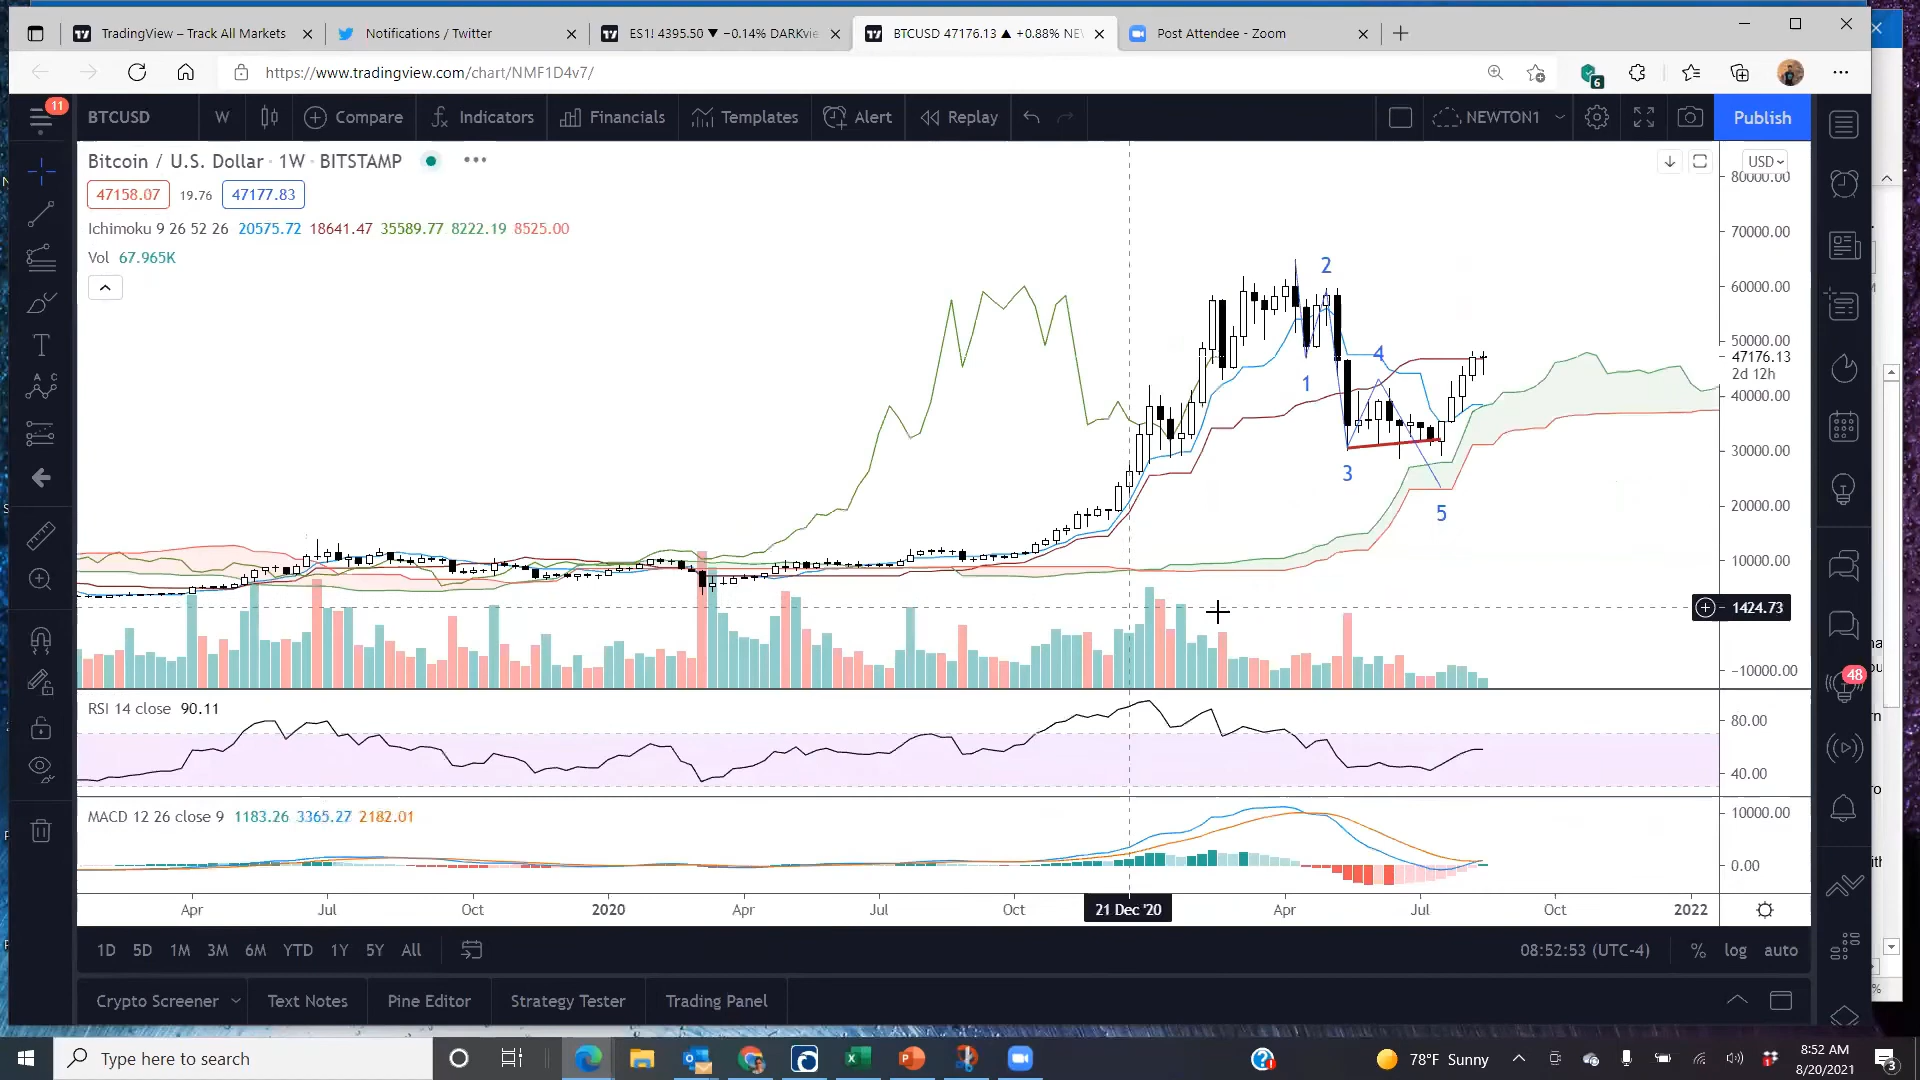 TradingView – Track All Markets
Notifications / Twitter
ES1! 4395.50 ▼ −0.14% DARKvie
BTCUSD 47176.13 ▲ +0.88% NEW
Post Attendee - Zoom
https://www.tradingview.com/chart/NMF1D4v7/
6
11
BTCUSD
W
Compare
Indicators
Financials
Templates
Alert
Replay
NEWTON1
Publish
Bitcoin / U.S. Dollar · 1W · BITSTAMP
USD
47158.07 19.76 47177.83
Ichimoku 9 26 52 26 20575.72 18641.47 35589.77 8222.19 8525.00
Vol 67.965K
80000.00
70000.00
60000.00
50000.00
47176.13
2d 12h
40000.00
30000.00
20000.00
10000.00
1424.73
−10000.00
1
2
3
4
5
48
RSI 14 close 90.11
80.00
40.00
MACD 12 26 close 9 1183.26 3365.27 2182.01
10000.00
0.00
Apr Jul Oct 2020 Apr Jul Oct 21 Dec '20 Apr Jul Oct 2022
1D 5D 1M 3M 6M YTD 1Y 5Y All
08:52:53 (UTC-4)
% log auto
Crypto Screener
Text Notes
Pine Editor
Strategy Tester
Trading Panel
Type here to search
78°F Sunny
8:52 AM
8/20/2021
3